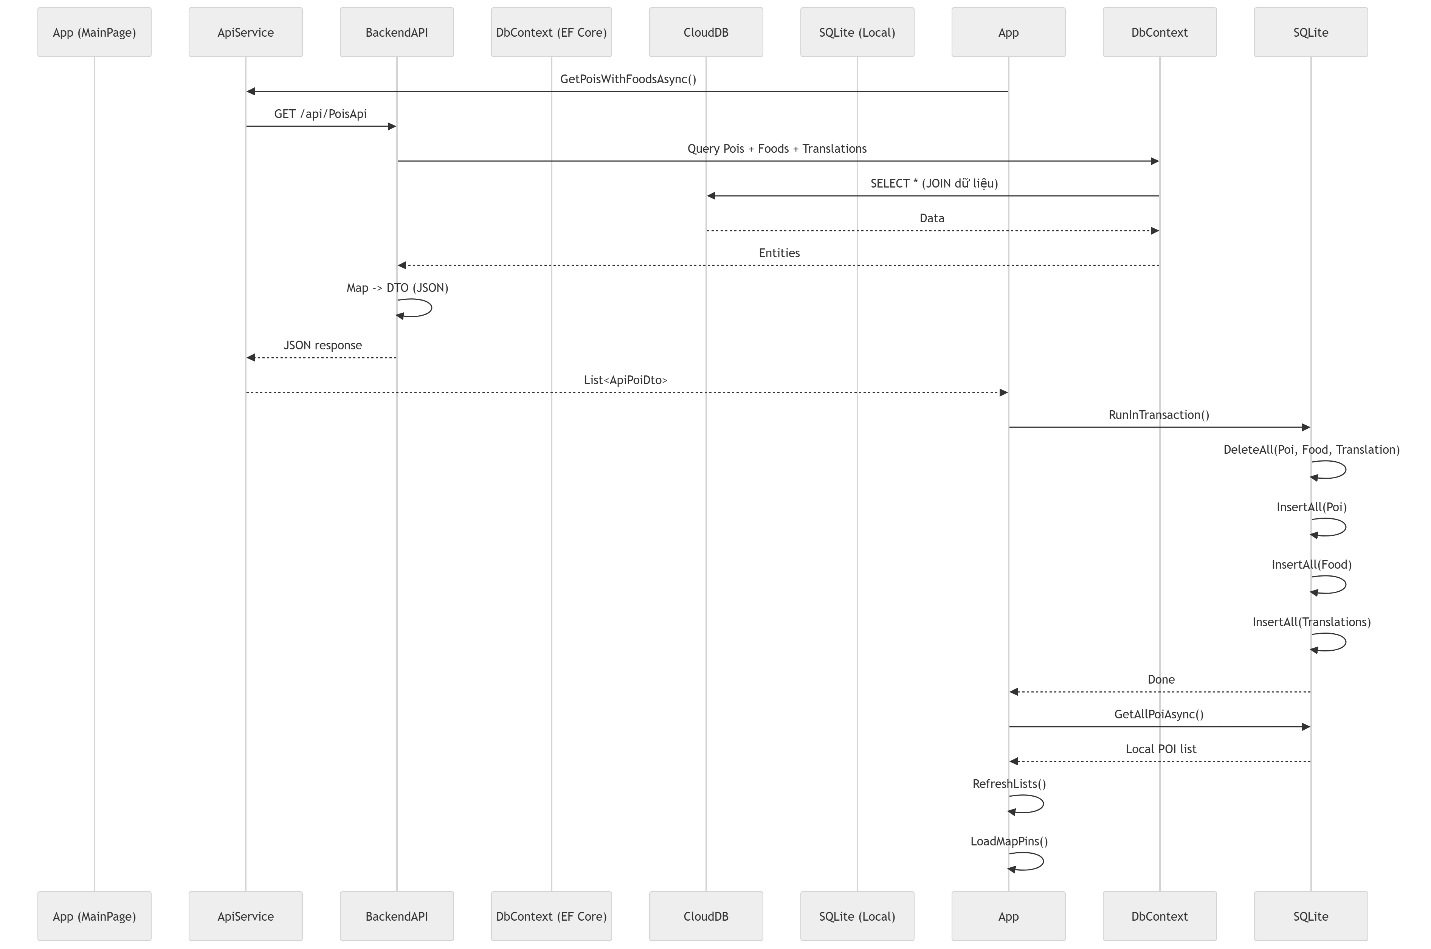 App (MainPage)
ApiService
BackendAPI
DbContext (EF Core)
CloudDB
SQLite (Local)
App
DbContext
SQLite
GetPoisWithFoodsAsync()
GET /api/PoisApi
Query Pois + Foods + Translations
SELECT * (JOIN dữ liệu)
Data
Entities
Map -> DTO (JSON)
JSON response
List<ApiPoiDto>
RunInTransaction()
DeleteAll(Poi, Food, Translation)
InsertAll(Poi)
InsertAll(Food)
InsertAll(Translations)
Done
GetAllPoiAsync()
Local POI list
RefreshLists()
LoadMapPins()
App (MainPage)
ApiService
BackendAPI
DbContext (EF Core)
CloudDB
SQLite (Local)
App
DbContext
SQLite